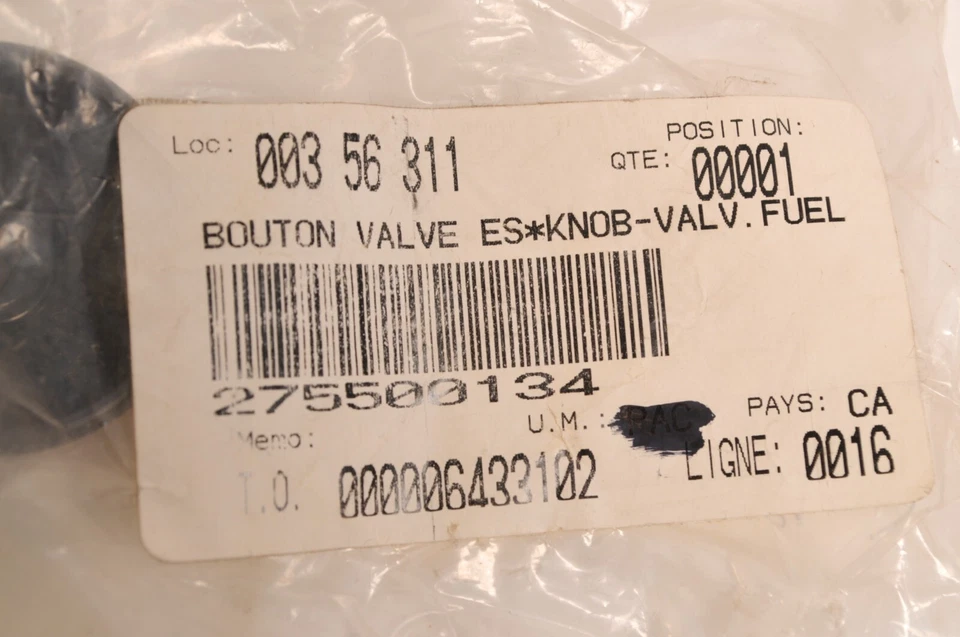 POSITION:
Loc: 003 56 311 QTE: 00001
BOUTON VALVE ES*KNOB-VALV.FUEL
275500134
Memo: U.M.: PAYS: CA
T.O. 000006433102 LIGNE: 0016